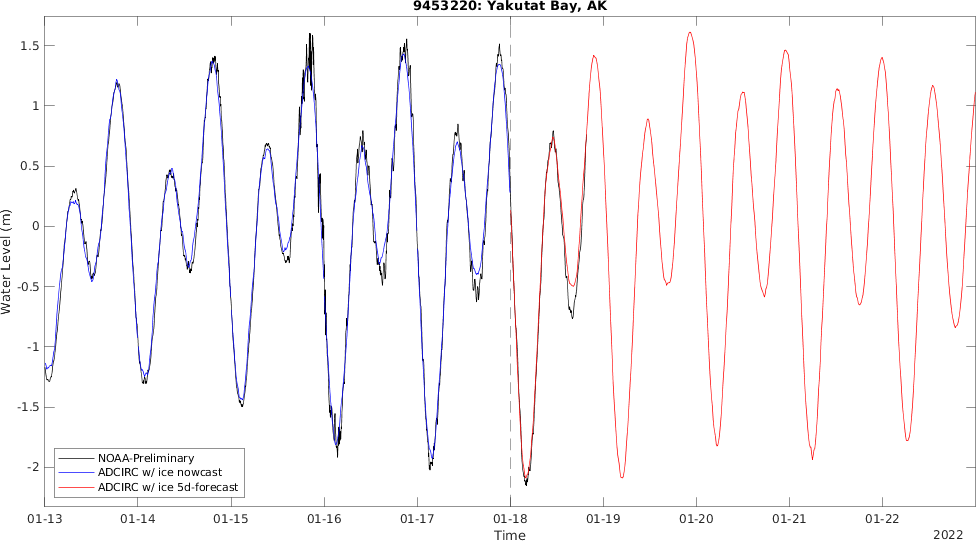 9453220: Yakutat Bay, AK
1.5
1
0.5
0
-0.5
-1
-1.5
-2
Water Level (m)
NOAA-Preliminary
ADCIRC w/ ice nowcast
ADCIRC w/ ice 5d-forecast
01-13 01-14 01-15 01-16 01-17 01-18 01-19 01-20 01-21 01-22
Time
2022